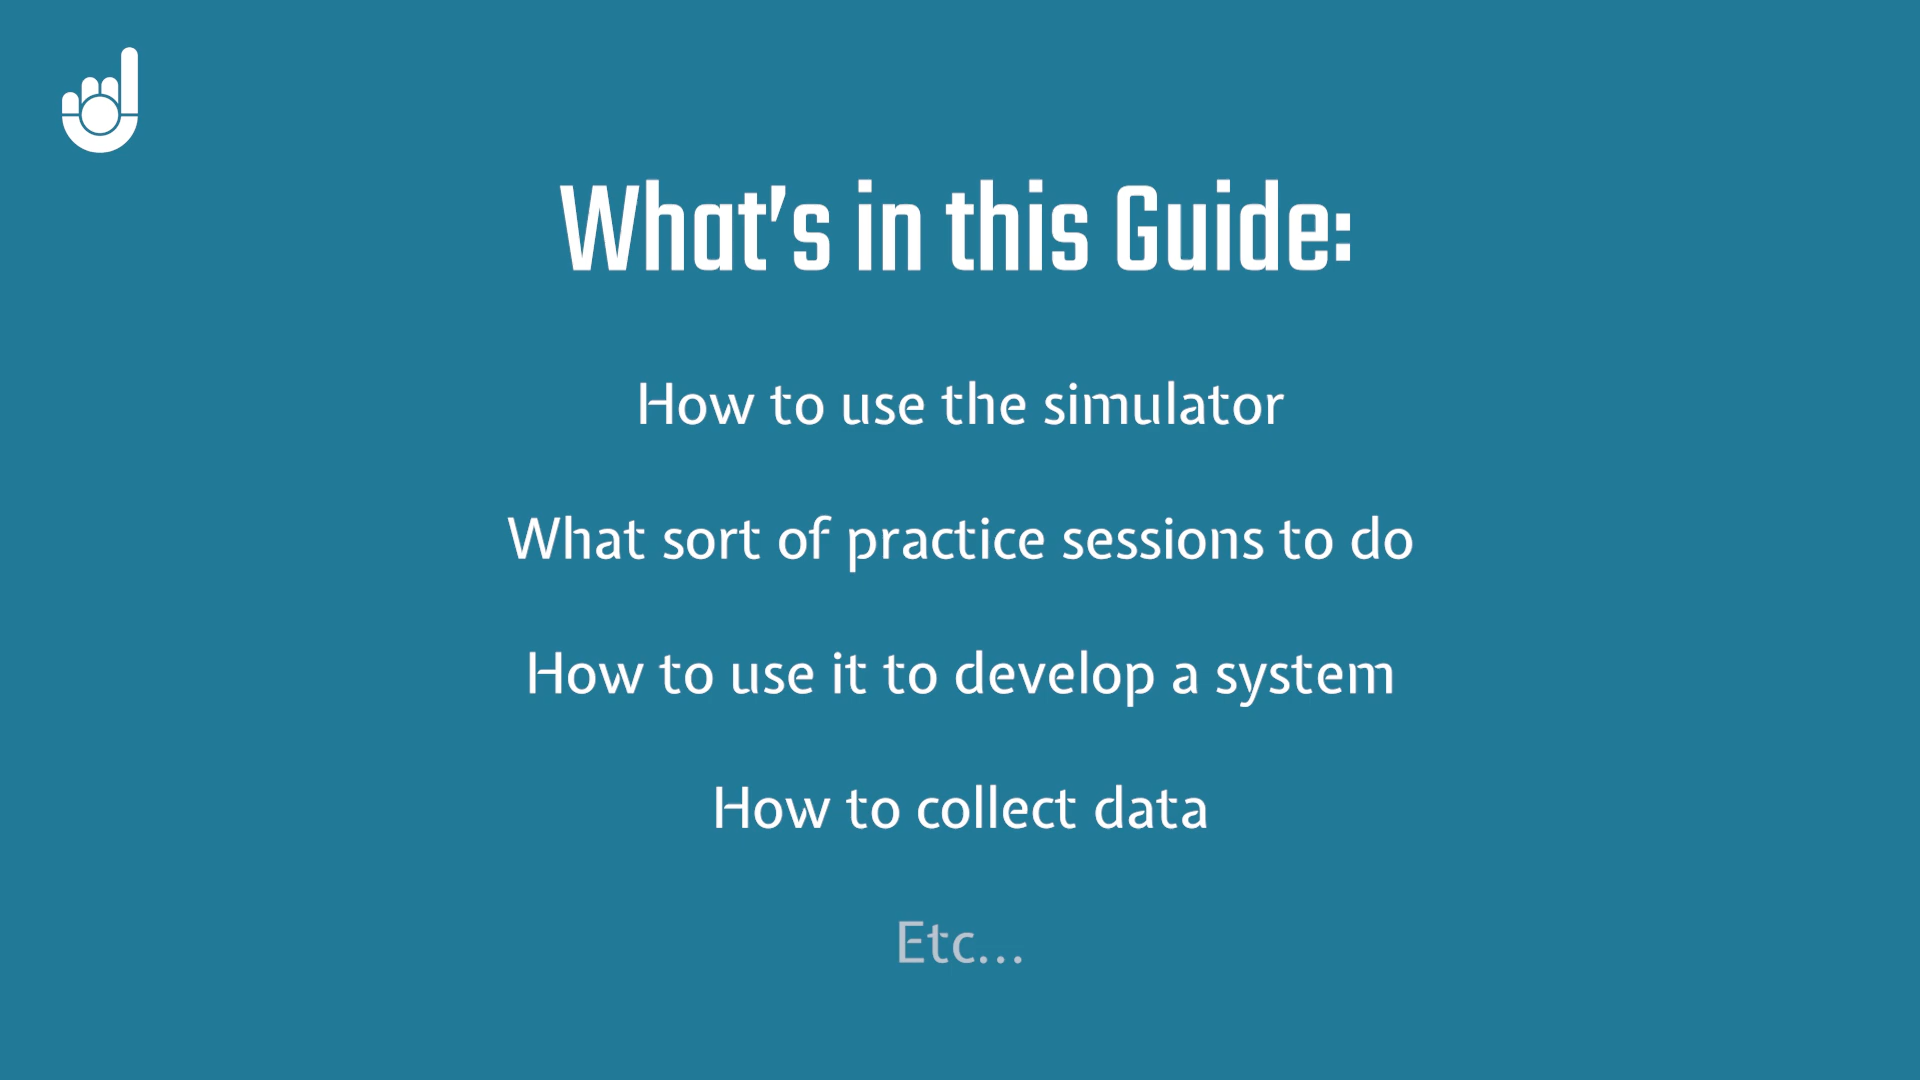 What's in this Guide:
How to use the simulator
What sort of practice sessions to do
How to use it to develop a system
How to collect data
Etc...